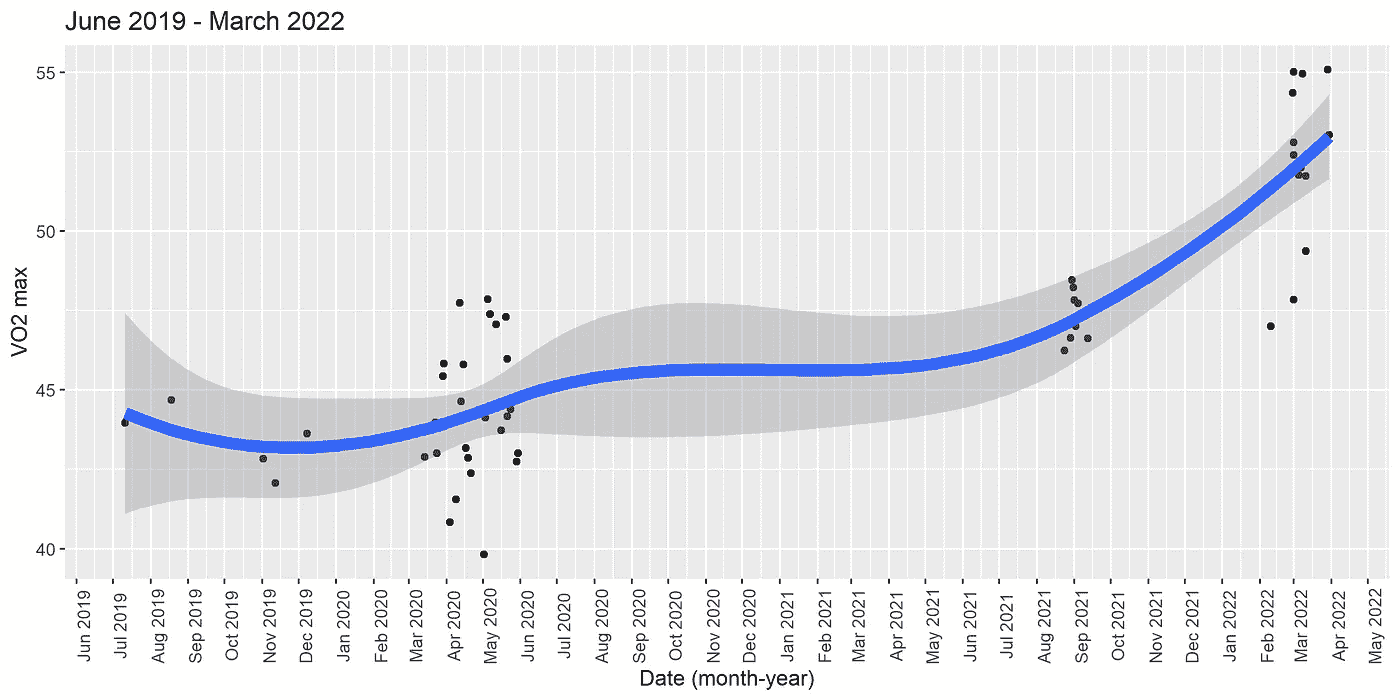 June 2019 - March 2022
55
50
45
40
VO2 max
Jun 2019
Jul 2019
Aug 2019
Sep 2019
Oct 2019
Nov 2019
Dec 2019
Jan 2020
Feb 2020
Mar 2020
Apr 2020
May 2020
Jun 2020
Jul 2020
Aug 2020
Sep 2020
Oct 2020
Nov 2020
Dec 2020
Jan 2021
Feb 2021
Mar 2021
Apr 2021
May 2021
Jun 2021
Jul 2021
Aug 2021
Sep 2021
Oct 2021
Nov 2021
Dec 2021
Jan 2022
Feb 2022
Mar 2022
Apr 2022
May 2022
Date (month-year)